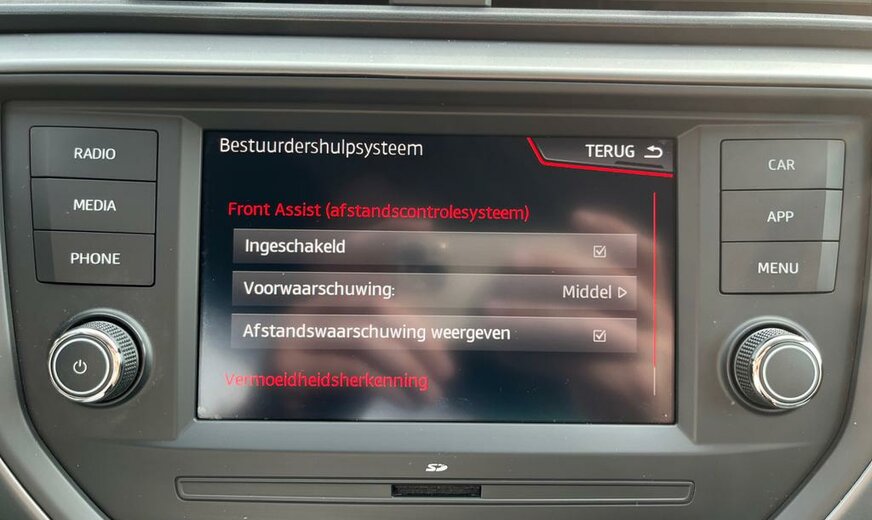 Bestuurdershulpsysteem
TERUG
RADIO
MEDIA
PHONE
CAR
APP
MENU
Front Assist (afstandscontrolesysteem)
Ingeschakeld
Voorwaarschuwing: Middel
Afstandswaarschuwing weergeven
Vermoeidheidsherkenning
SD